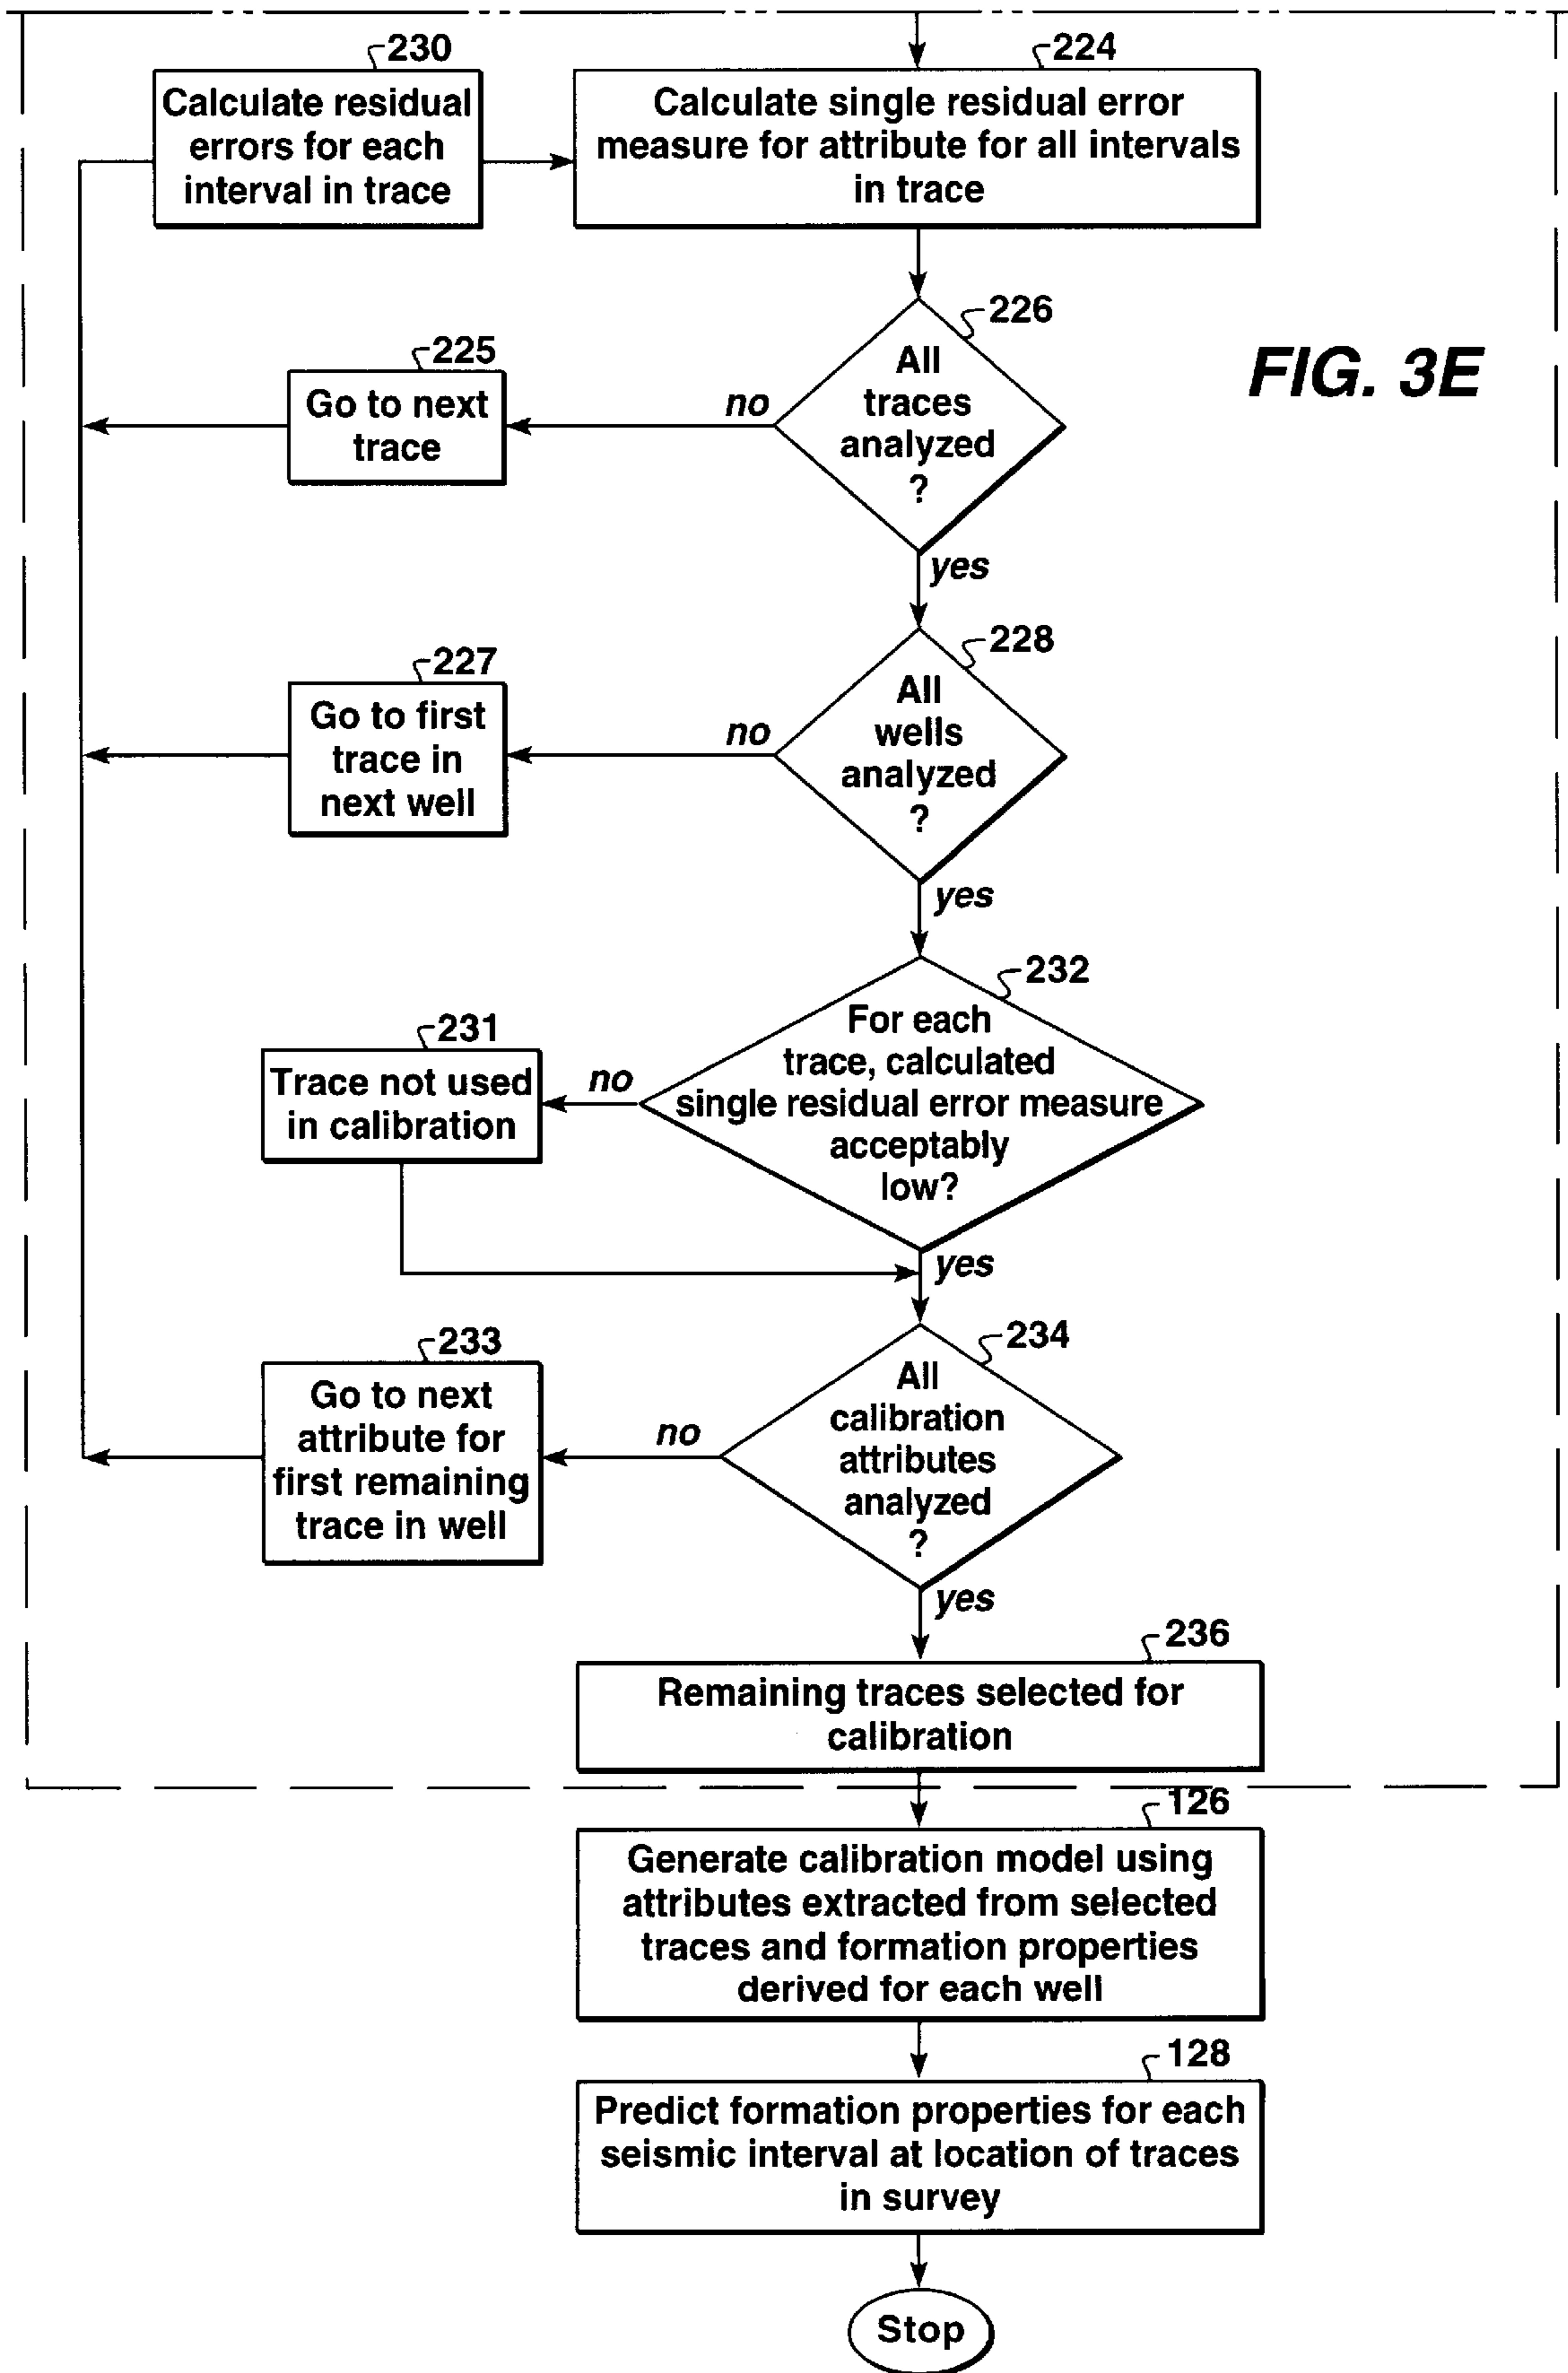 230
Calculate residual
errors for each
interval in trace
224
Calculate single residual error
measure for attribute for all intervals
in trace
226
All
traces
analyzed
?
FIG. 3E
225
Go to next
trace
no
yes
228
All
wells
analyzed
?
227
Go to first
trace in
next well
no
yes
232
For each
trace, calculated
single residual error measure
acceptably
low?
231
Trace not used
in calibration
no
yes
234
All
calibration
attributes
analyzed
?
233
Go to next
attribute for
first remaining
trace in well
no
yes
236
Remaining traces selected for
calibration
126
Generate calibration model using
attributes extracted from selected
traces and formation properties
derived for each well
128
Predict formation properties for each
seismic interval at location of traces
in survey
Stop